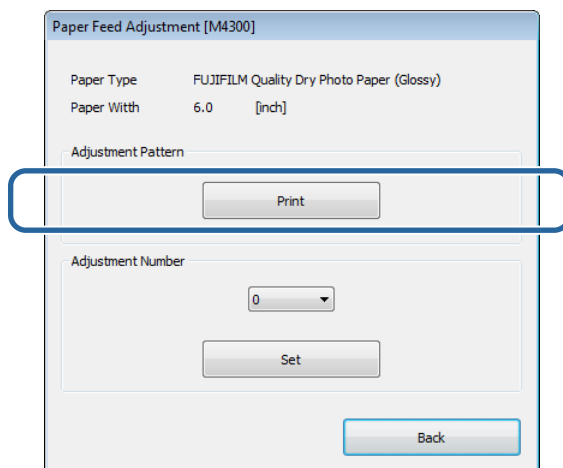 Paper Feed Adjustment [M4300]
Paper Type FUJIFILM Quality Dry Photo Paper (Glossy)
Paper Witth 6.0 [inch]
Adjustment Pattern
Print
Adjustment Number
0
Set
Back